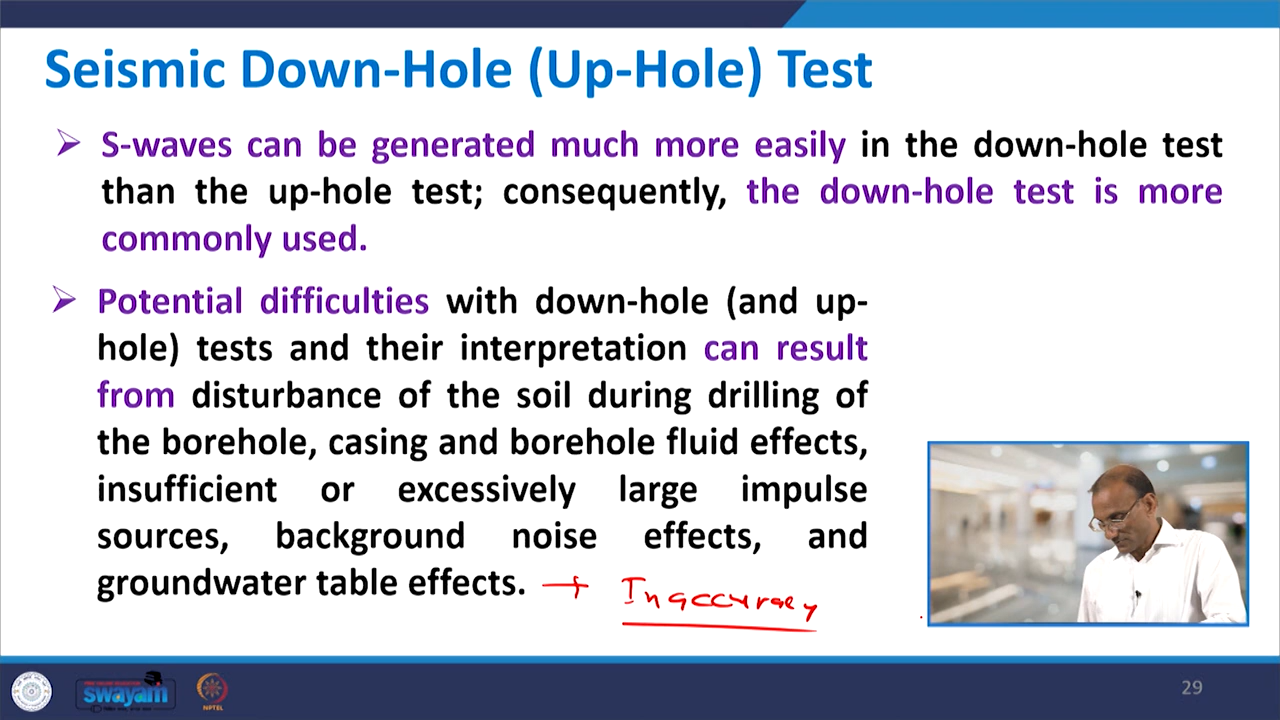 Seismic Down-Hole (Up-Hole) Test
➢ S-waves can be generated much more easily in the down-hole test
than the up-hole test; consequently, the down-hole test is more
commonly used.
➢ Potential difficulties with down-hole (and up-
hole) tests and their interpretation can result
from disturbance of the soil during drilling of
the borehole, casing and borehole fluid effects,
insufficient or excessively large impulse
sources, background noise effects, and
groundwater table effects. → Inaccuracy
swayam
NPTEL
29